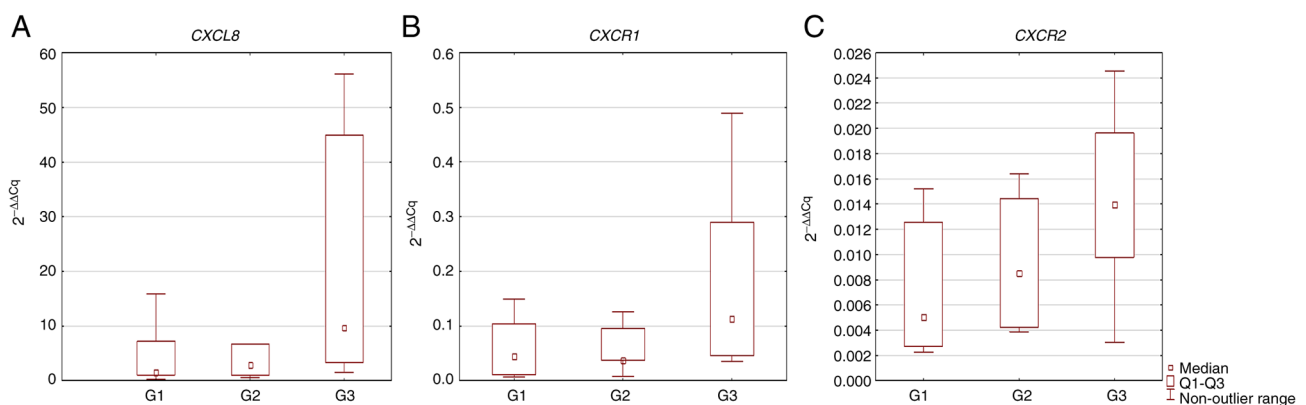 A
CXCL8
2−ΔΔCq
60
50
40
30
20
10
0
G1 G2 G3
B
CXCR1
2−ΔΔCq
0.6
0.5
0.4
0.3
0.2
0.1
0.0
G1 G2 G3
C
CXCR2
2−ΔΔCq
0.026
0.024
0.022
0.020
0.018
0.016
0.014
0.012
0.010
0.008
0.006
0.004
0.002
0.000
G1 G2 G3
Median
Q1-Q3
Non-outlier range